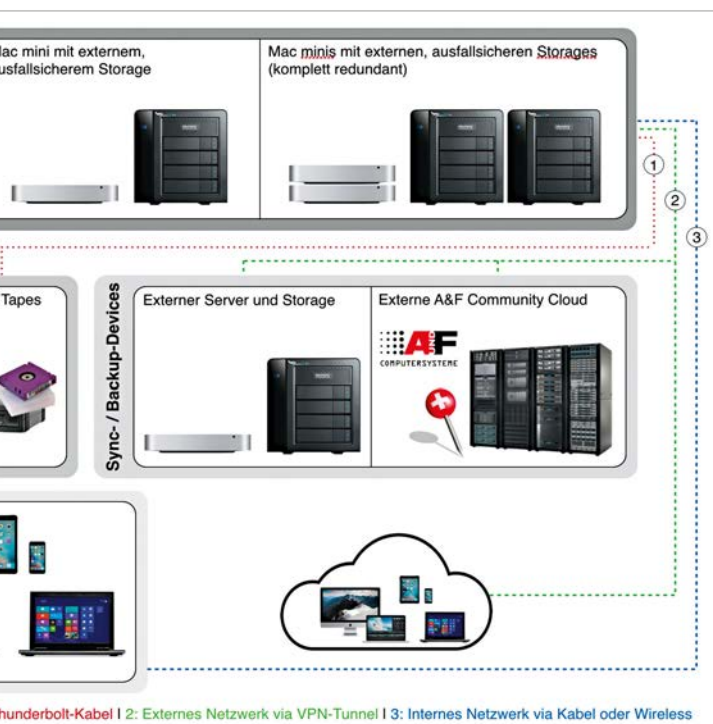 ac mini mit externem,
usfallsicherem Storage
Mac minis mit externen, ausfallsicheren Storages
(komplett redundant)
1
2
3
Tapes
Sync- / Backup-Devices
Externer Server und Storage
Externe A&F Community Cloud
A UND F
COMPUTERSYSTEME
hunderbolt-Kabel I 2: Externes Netzwerk via VPN-Tunnel I 3: Internes Netzwerk via Kabel oder Wireless